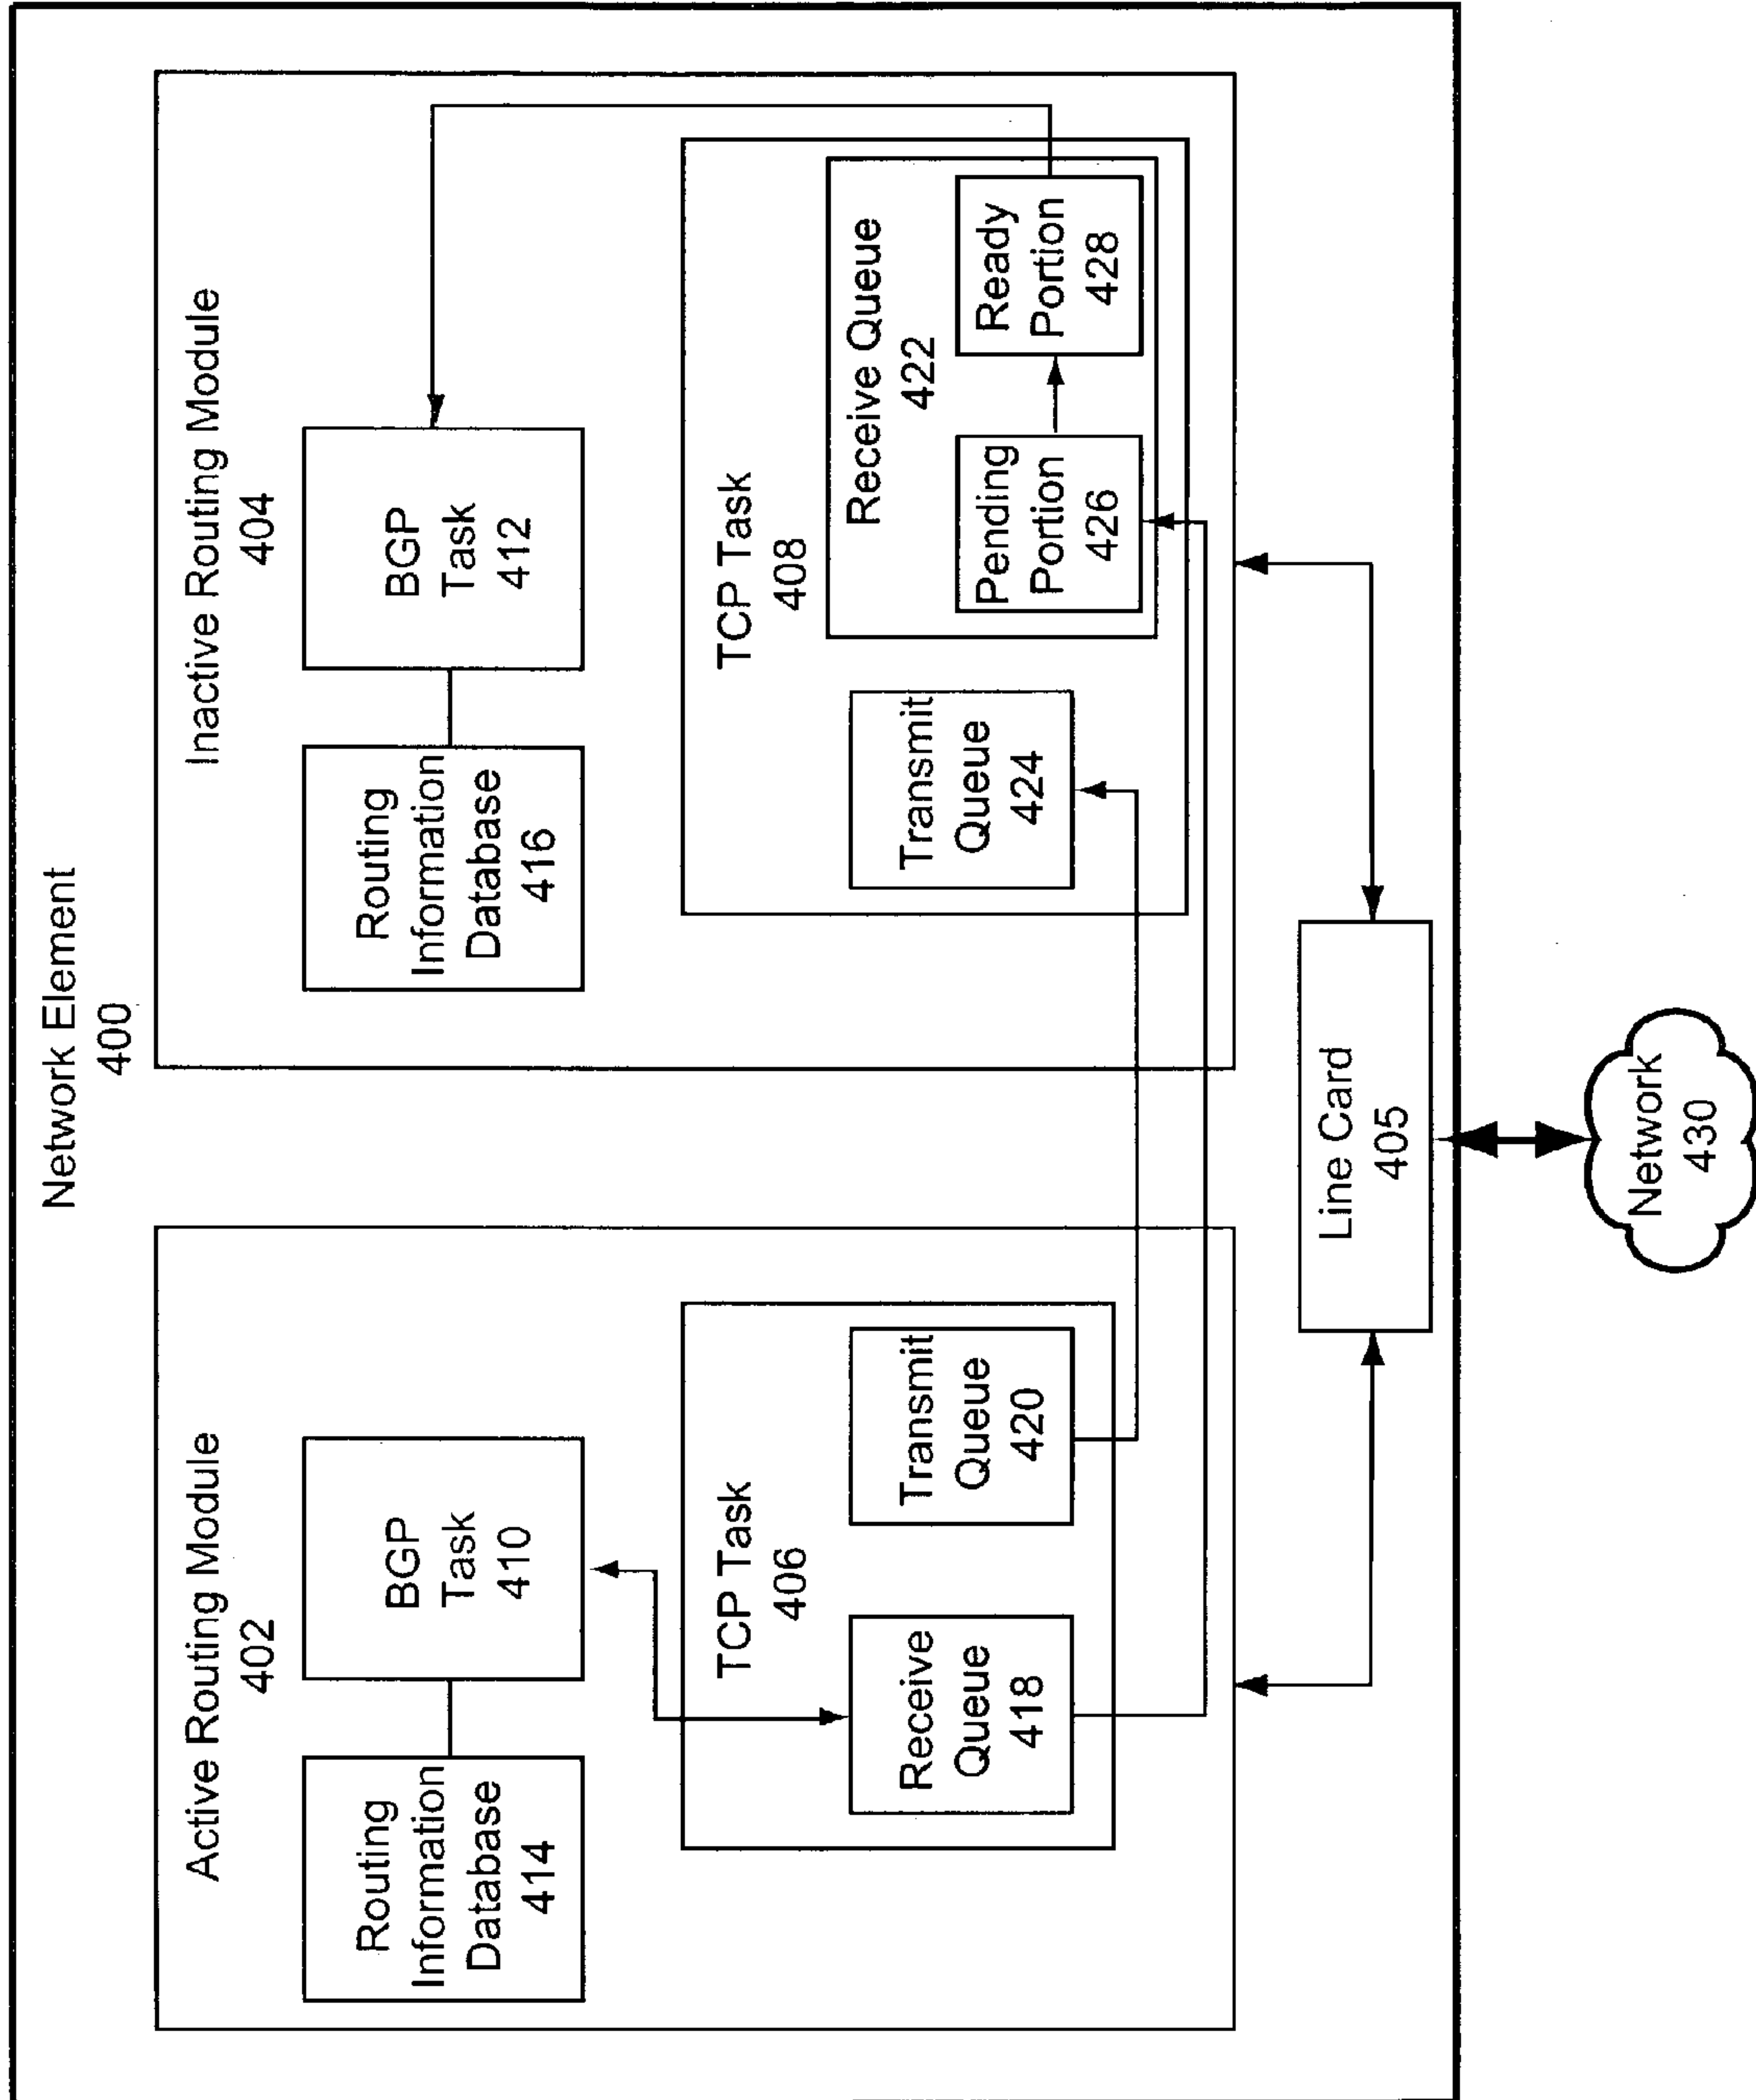 Network Element
400
Active Routing Module
402
Routing
Information
Database
414
BGP
Task
410
TCP Task
406
Receive
Queue
418
Transmit
Queue
420
Inactive Routing Module
404
Routing
Information
Database
416
BGP
Task
412
TCP Task
408
Transmit
Queue
424
Receive Queue
422
Pending
Portion
426
Ready
Portion
428
Line Card
405
Network
430